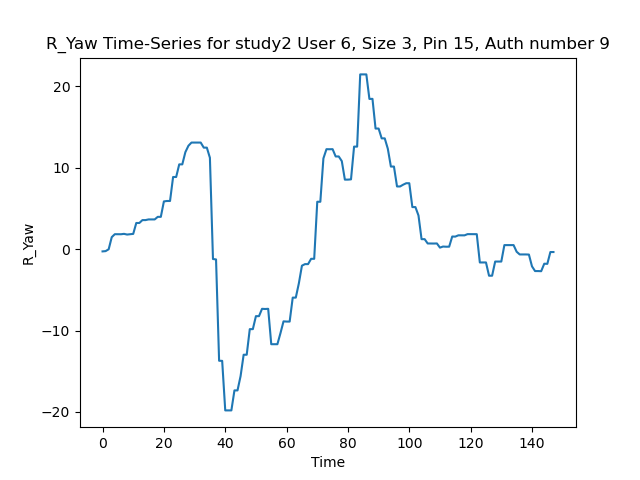 R_Yaw Time-Series for study2 User 6, Size 3, Pin 15, Auth number 9
20
10
0
−10
−20
R_Yaw
0 20 40 60 80 100 120 140
Time